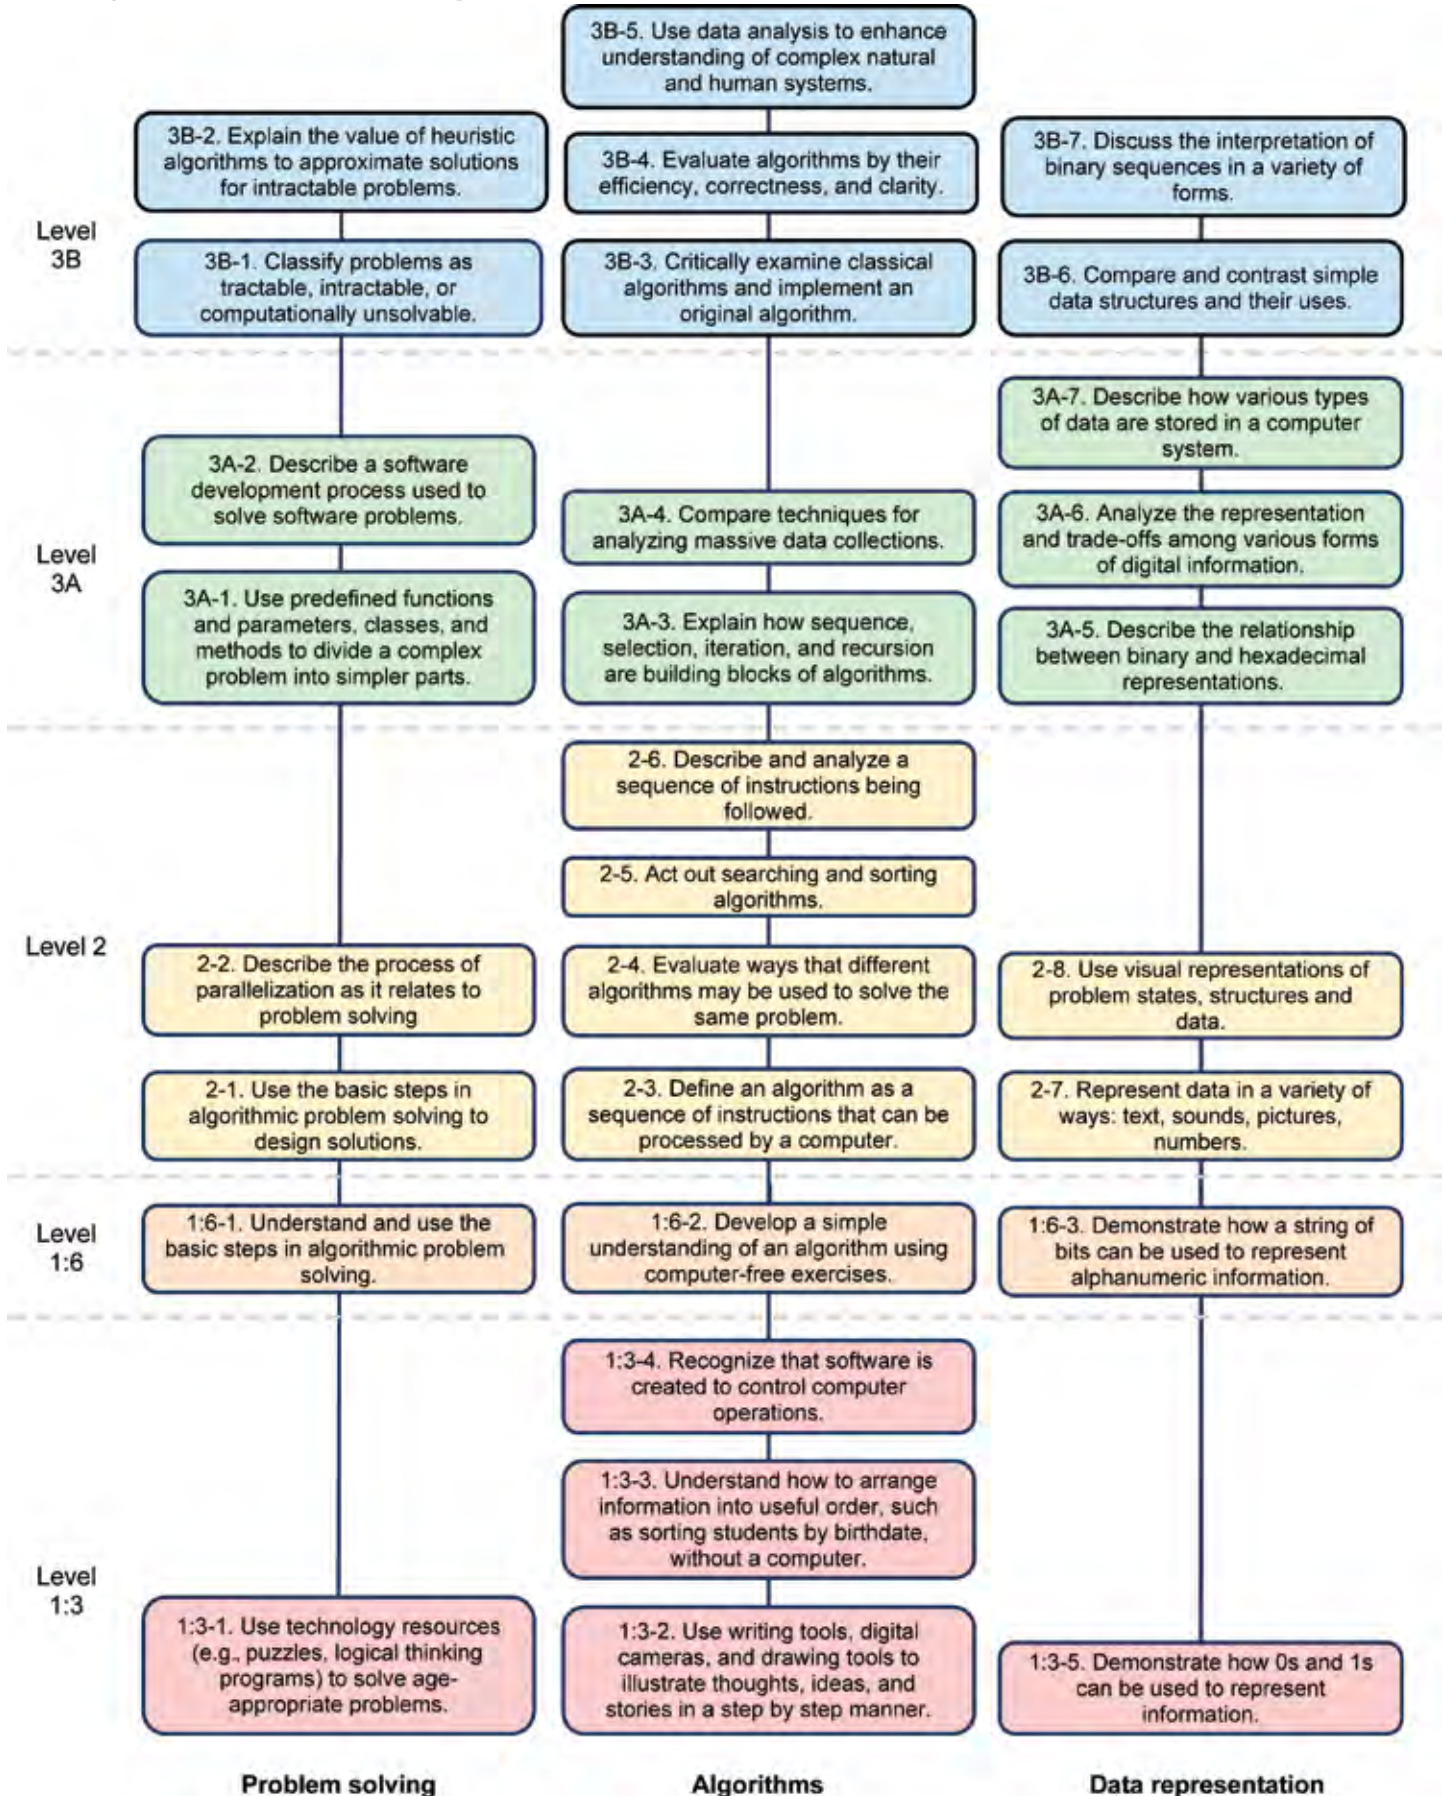 3B-5. Use data analysis to enhance
understanding of complex natural
and human systems.
3B-2. Explain the value of heuristic
algorithms to approximate solutions
for intractable problems.
3B-4. Evaluate algorithms by their
efficiency, correctness, and clarity.
3B-7. Discuss the interpretation of
binary sequences in a variety of
forms.
Level
3B
3B-1. Classify problems as
tractable, intractable, or
computationally unsolvable.
3B-3. Critically examine classical
algorithms and implement an
original algorithm.
3B-6. Compare and contrast simple
data structures and their uses.
3A-7. Describe how various types
of data are stored in a computer
system.
3A-2. Describe a software
development process used to
solve software problems.
3A-4. Compare techniques for
analyzing massive data collections.
3A-6. Analyze the representation
and trade-offs among various forms
of digital information.
Level
3A
3A-1. Use predefined functions
and parameters, classes, and
methods to divide a complex
problem into simpler parts.
3A-3. Explain how sequence,
selection, iteration, and recursion
are building blocks of algorithms.
3A-5. Describe the relationship
between binary and hexadecimal
representations.
2-6. Describe and analyze a
sequence of instructions being
followed.
2-5. Act out searching and sorting
algorithms.
Level 2
2-2. Describe the process of
parallelization as it relates to
problem solving
2-4. Evaluate ways that different
algorithms may be used to solve the
same problem.
2-8. Use visual representations of
problem states, structures and
data.
2-1. Use the basic steps in
algorithmic problem solving to
design solutions.
2-3. Define an algorithm as a
sequence of instructions that can be
processed by a computer.
2-7. Represent data in a variety of
ways: text, sounds, pictures,
numbers.
Level
1:6
1:6-1. Understand and use the
basic steps in algorithmic problem
solving.
1:6-2. Develop a simple
understanding of an algorithm using
computer-free exercises.
1:6-3. Demonstrate how a string of
bits can be used to represent
alphanumeric information.
1:3-4. Recognize that software is
created to control computer
operations.
1:3-3. Understand how to arrange
information into useful order, such
as sorting students by birthdate,
without a computer.
Level
1:3
1:3-1. Use technology resources
(e.g., puzzles, logical thinking
programs) to solve age-
appropriate problems.
1:3-2. Use writing tools, digital
cameras, and drawing tools to
illustrate thoughts, ideas, and
stories in a step by step manner.
1:3-5. Demonstrate how 0s and 1s
can be used to represent
information.
Problem solving
Algorithms
Data representation